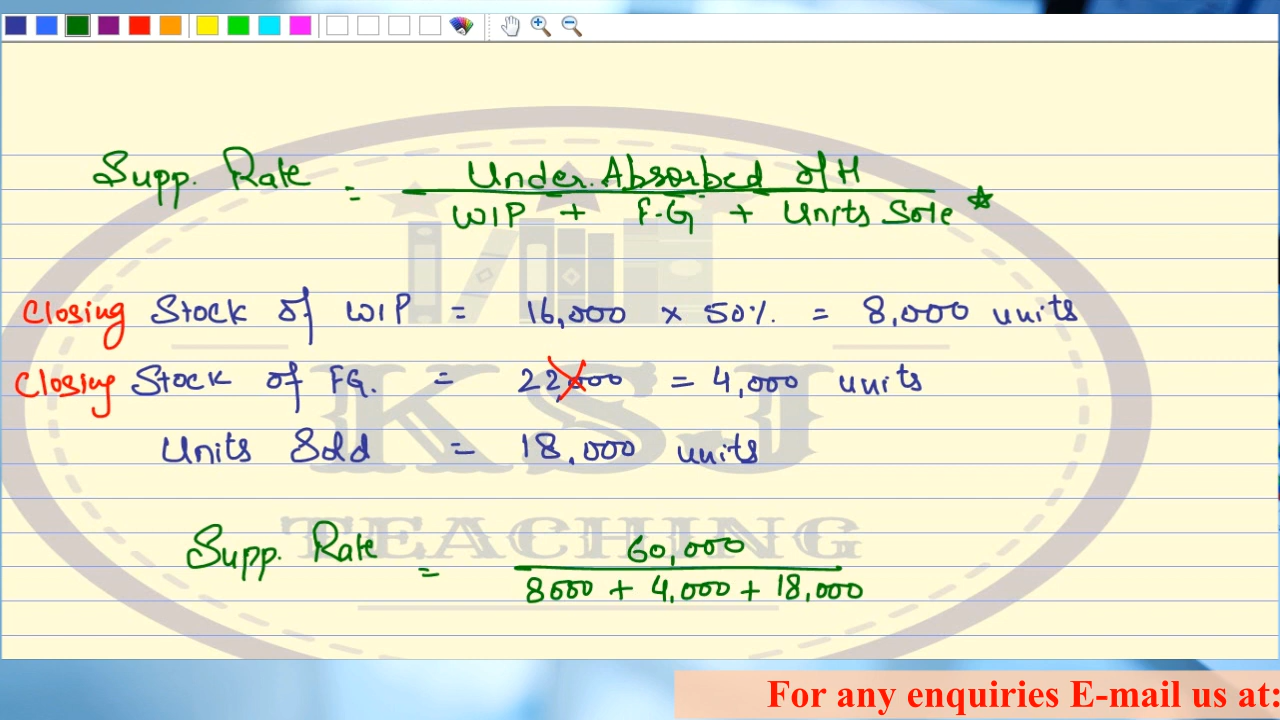 Supp. Rate = Under. Absorbed o/H
WIP + F.G + Units Sole *
Closing Stock of WIP = 16,000 x 50% = 8,000 units
Closing Stock of FG. = 22,000 = 4,000 units
Units Sold = 18,000 units
KSJ
TEACHING
Supp. Rate = 60,000
8000 + 4,000 + 18,000
For any enquiries E-mail us at: